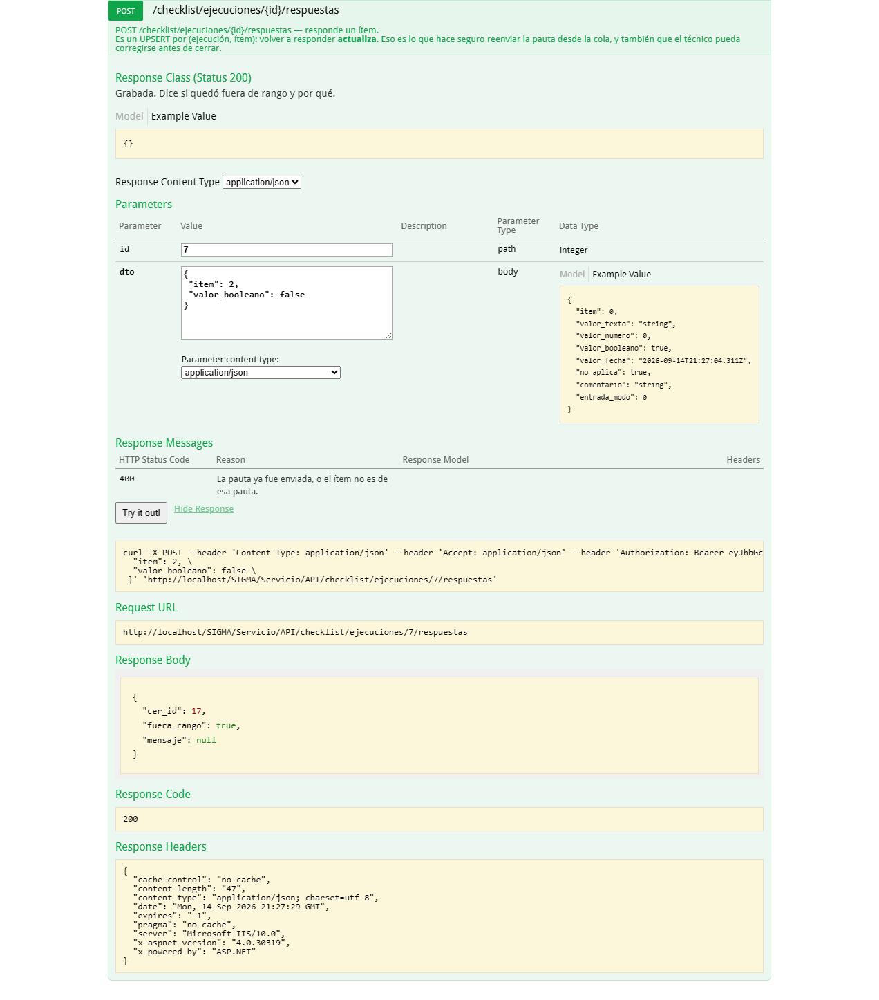 POST /checklist/ejecuciones/{id}/respuestas
POST /checklist/ejecuciones/{id}/respuestas — responde un ítem.
Es un UPSERT por (ejecución, ítem): volver a responder actualiza. Eso es lo que hace seguro reenviar la pauta desde la cola, y también que el técnico pueda
corregirse antes de cerrar.
Response Class (Status 200)
Grabada. Dice si quedó fuera de rango y por qué.
Model Example Value
{}
Response Content Type application/json
Parameters
Parameter Value Description Parameter Type Data Type
id 7 path integer
dto
{
"item": 2,
"valor_booleano": false
}
Parameter content type:
application/json
body
Model Example Value
{
"item": 0,
"valor_texto": "string",
"valor_numero": 0,
"valor_booleano": true,
"valor_fecha": "2026-09-14T21:27:04.311Z",
"no_aplica": true,
"comentario": "string",
"entrada_modo": 0
}
Response Messages
HTTP Status Code Reason Response Model Headers
400 La pauta ya fue enviada, o el ítem no es de
esa pauta.
Try it out! Hide Response
curl -X POST --header 'Content-Type: application/json' --header 'Accept: application/json' --header 'Authorization: Bearer eyJhbGc
"item": 2, \
"valor_booleano": false \
}' 'http://localhost/SIGMA/Servicio/API/checklist/ejecuciones/7/respuestas'
Request URL
http://localhost/SIGMA/Servicio/API/checklist/ejecuciones/7/respuestas
Response Body
{
"cer_id": 17,
"fuera_rango": true,
"mensaje": null
}
Response Code
200
Response Headers
{
"cache-control": "no-cache",
"content-length": "47",
"content-type": "application/json; charset=utf-8",
"date": "Mon, 14 Sep 2026 21:27:29 GMT",
"expires": "-1",
"pragma": "no-cache",
"server": "Microsoft-IIS/10.0",
"x-aspnet-version": "4.0.30319",
"x-powered-by": "ASP.NET"
}